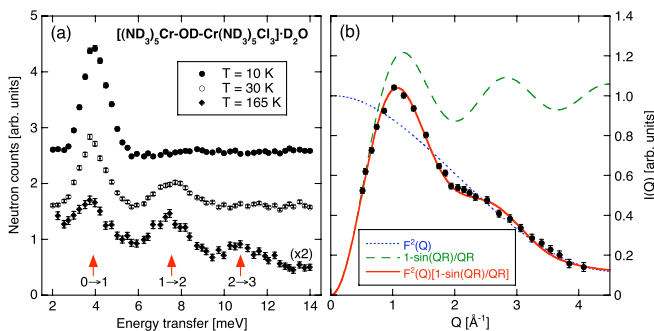 (a) [(ND3)5Cr-OD-Cr(ND3)5Cl3]·D2O
T = 10 K
T = 30 K
T = 165 K
Neutron counts [arb. units]
5
4
3
2
1
0
(x2)
0→1 1→2 2→3
2 4 6 8 10 12 14
Energy transfer [meV]
(b)
I(Q) [arb. units]
1.4
1.2
1.0
0.8
0.6
0.4
0.2
0.0
F²(Q)
1-sin(QR)/QR
F²(Q)[1-sin(QR)/QR]
0 1 2 3 4
Q [Å⁻¹]